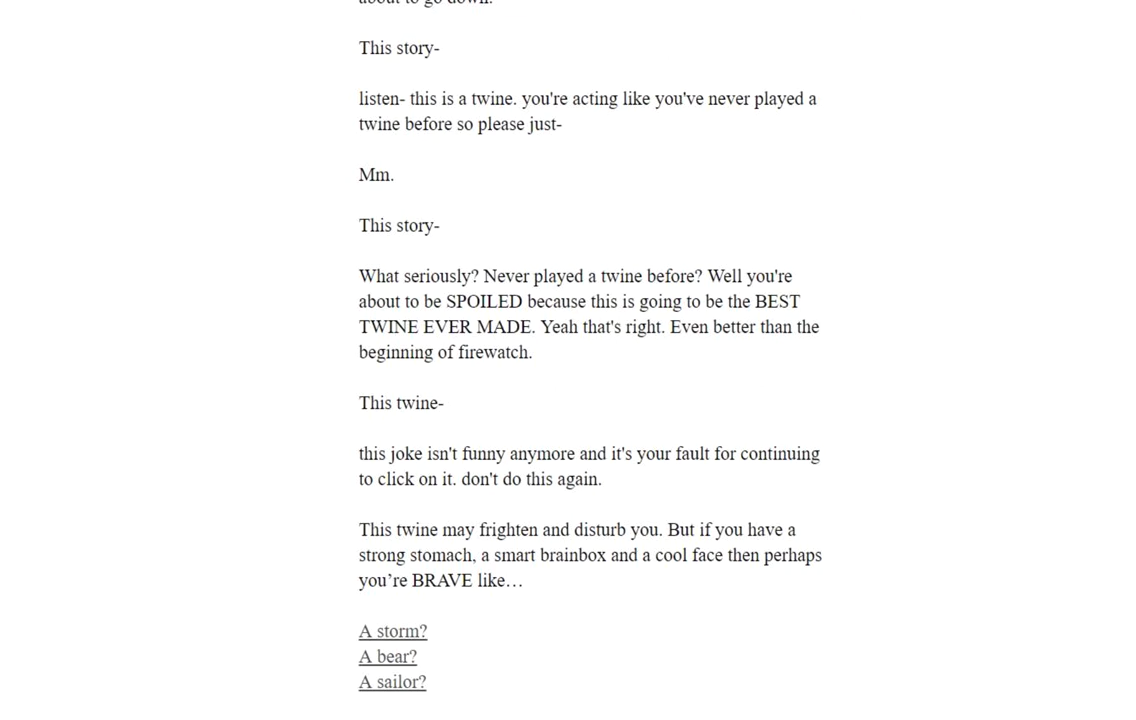 about to go down.
This story-
listen- this is a twine. you're acting like you've never played a
twine before so please just-
Mm.
This story-
What seriously? Never played a twine before? Well you're
about to be SPOILED because this is going to be the BEST
TWINE EVER MADE. Yeah that's right. Even better than the
beginning of firewatch.
This twine-
this joke isn't funny anymore and it's your fault for continuing
to click on it. don't do this again.
This twine may frighten and disturb you. But if you have a
strong stomach, a smart brainbox and a cool face then perhaps
you’re BRAVE like…
A storm?
A bear?
A sailor?